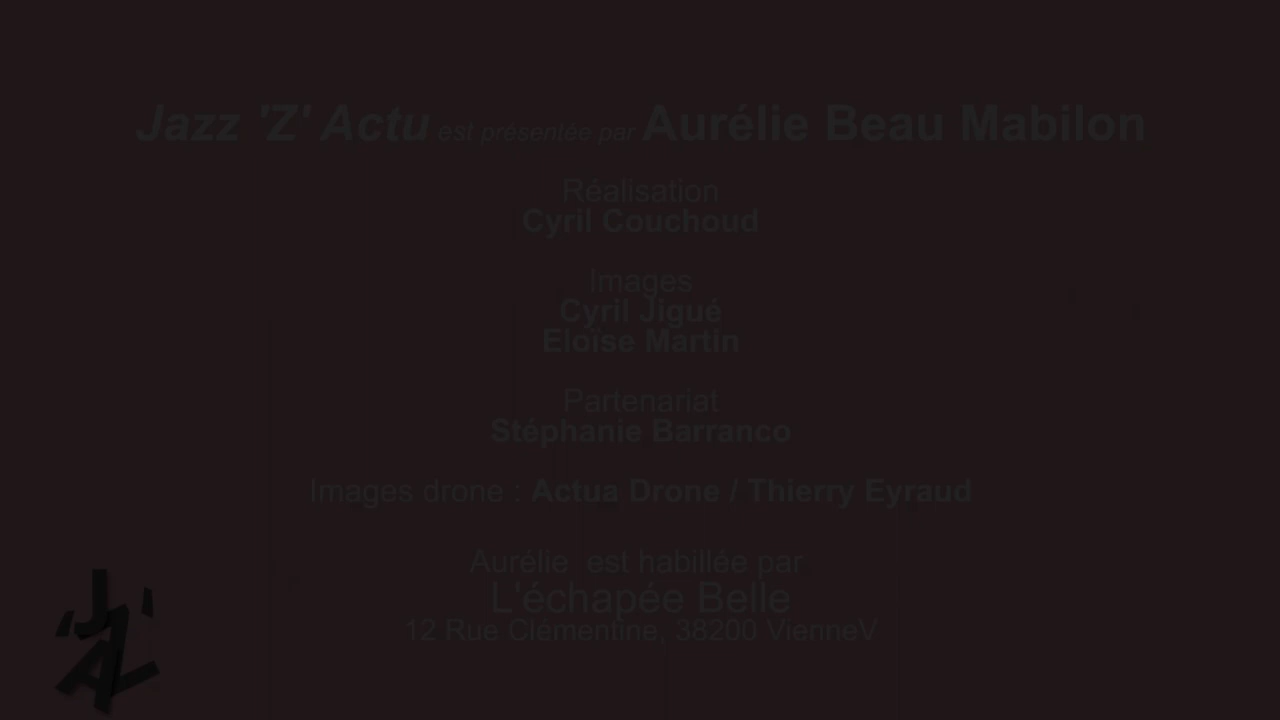 Jazz 'Z' Actu est présentée par Aurélie Beau Mabilon
Réalisation
Cyril Couchoud
Images
Cyril Jigué
Eloïse Martin
Partenariat
Stéphanie Barranco
Images drone : Actua Drone / Thierry Eyraud
Aurélie est habillée par
L'échapée Belle
12 Rue Clémentine, 38200 VienneV